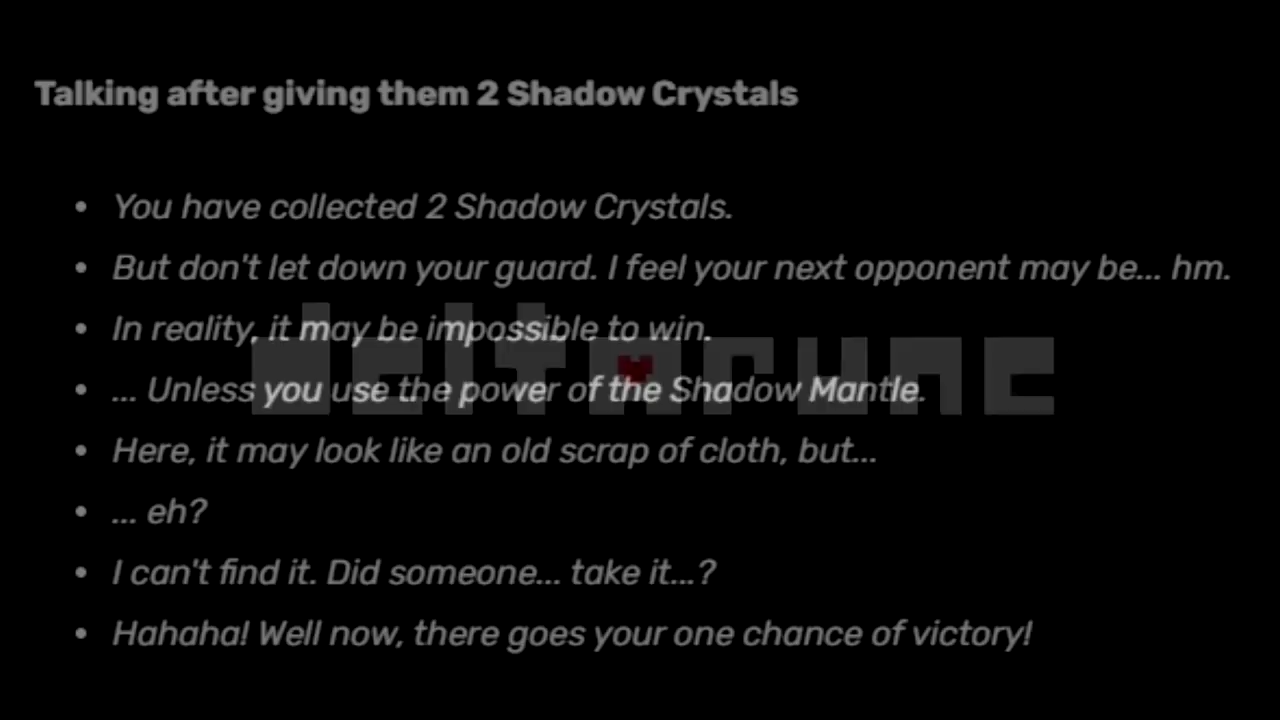 Talking after giving them 2 Shadow Crystals
• You have collected 2 Shadow Crystals.
• But don't let down your guard. I feel your next opponent may be... hm.
• In reality, it may be impossible to win.
• ... Unless you use the power of the Shadow Mantle.
• Here, it may look like an old scrap of cloth, but...
• ... eh?
• I can't find it. Did someone... take it...?
• Hahaha! Well now, there goes your one chance of victory!
deltarune